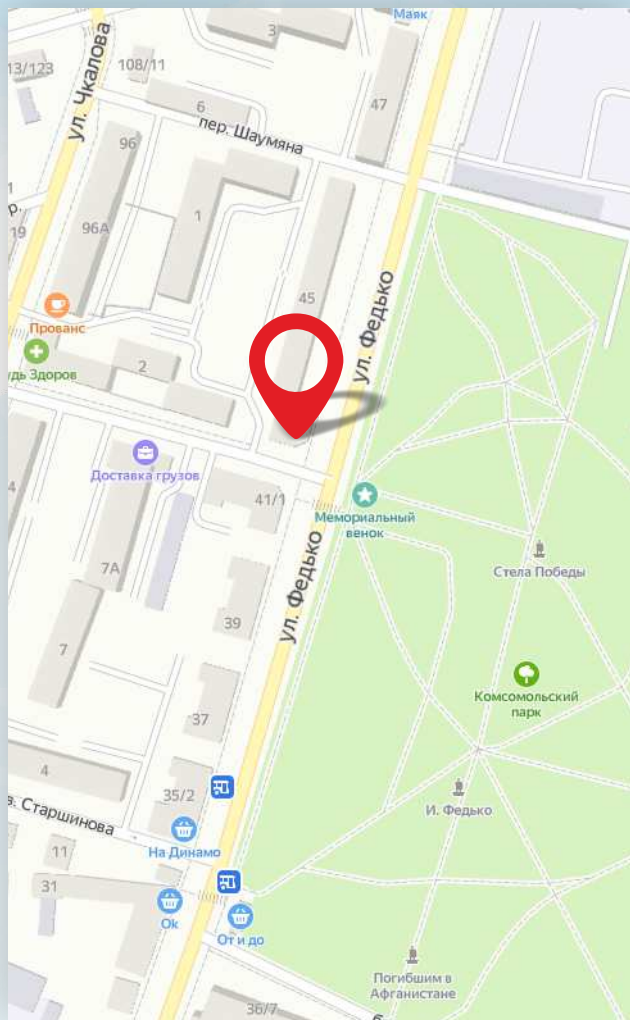 Маяк
3
13/123
108/11
ул. Чкалова
6
47
пер. Шаумяна
96
1
96А
19
45
ул. Федько
Прованс
2
дь Здоров
Доставка грузов
4
41/1
Мемориальный
венок
Стела Победы
7А
ул. Федько
39
7
Комсомольский
парк
37
4
35/2
И. Федько
Старшинова
На Динамо
11
31
Ok
От и до
Погибшим в
Афганистане
36/7